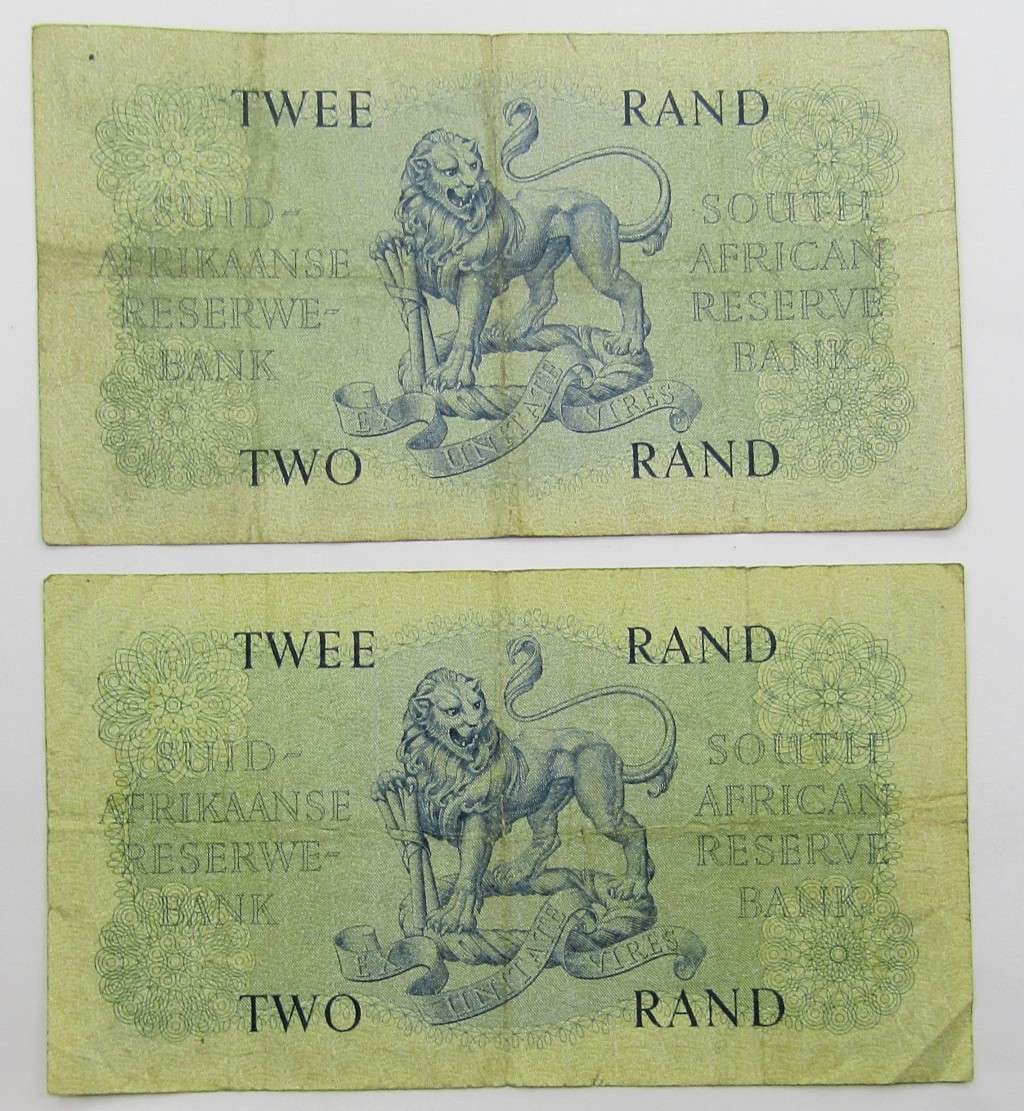 TWEE RAND
SUID-
AFRIKAANSE
RESERWE-
BANK
SOUTH
AFRICAN
RESERVE
BANK
EX UNITATE VIRES
TWO RAND
TWEE RAND
SUID-
AFRIKAANSE
RESERWE-
BANK
SOUTH
AFRICAN
RESERVE
BANK
EX UNITATE VIRES
TWO RAND